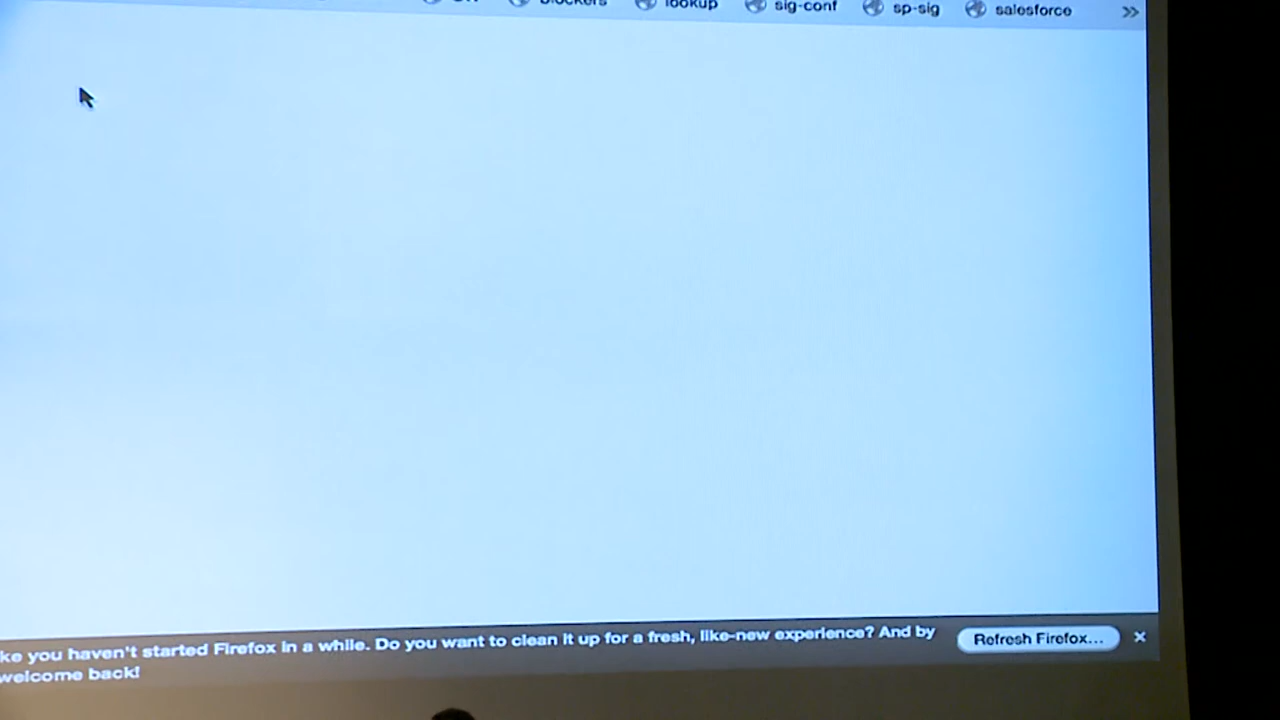 blockers lookup sig-conf sp-sig salesforce »
ke you haven't started Firefox in a while. Do you want to clean it up for a fresh, like-new experience? And by
welcome back!
Refresh Firefox... ×